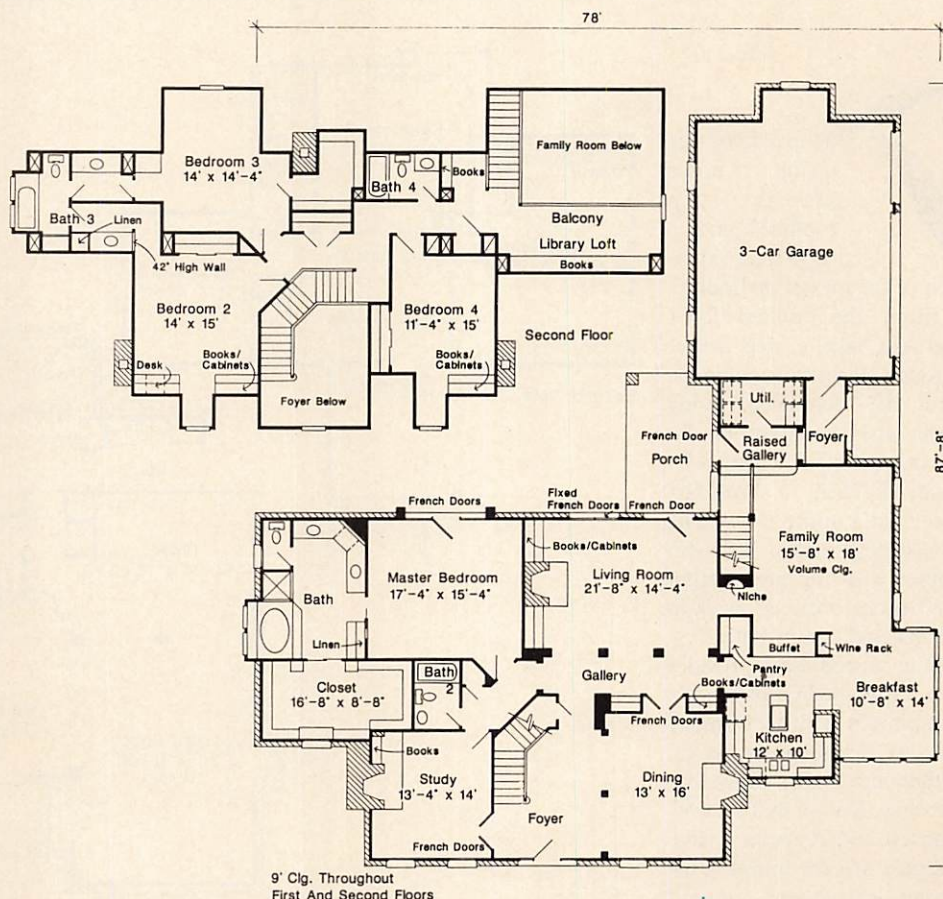 78'
Bedroom 3
14' x 14'-4"
Bath 3
Linen
42" High Wall
Bath 4
Books
Family Room Below
Balcony
Library Loft
Books
Bedroom 2
14' x 15'
Desk
Books/
Cabinets
Foyer Below
Bedroom 4
11'-4" x 15'
Books/
Cabinets
Second Floor
3-Car Garage
87'-8"
Util.
Raised
Gallery
Foyer
French Door
Porch
French Doors
Fixed
French Doors
French Door
Family Room
15'-8" x 18'
Volume Clg.
Books/Cabinets
Master Bedroom
17'-4" x 15'-4"
Living Room
21'-8" x 14'-4"
Niche
Bath
Linen
Buffet
Wine Rack
Pantry
Closet
16'-8" x 8'-8"
Bath
2
Gallery
Books/Cabinets
French Doors
Breakfast
10'-8" x 14'
Kitchen
12' x 10'
Books
Study
13'-4" x 14'
Dining
13' x 16'
Foyer
French Doors
9' Clg. Throughout
First And Second Floors